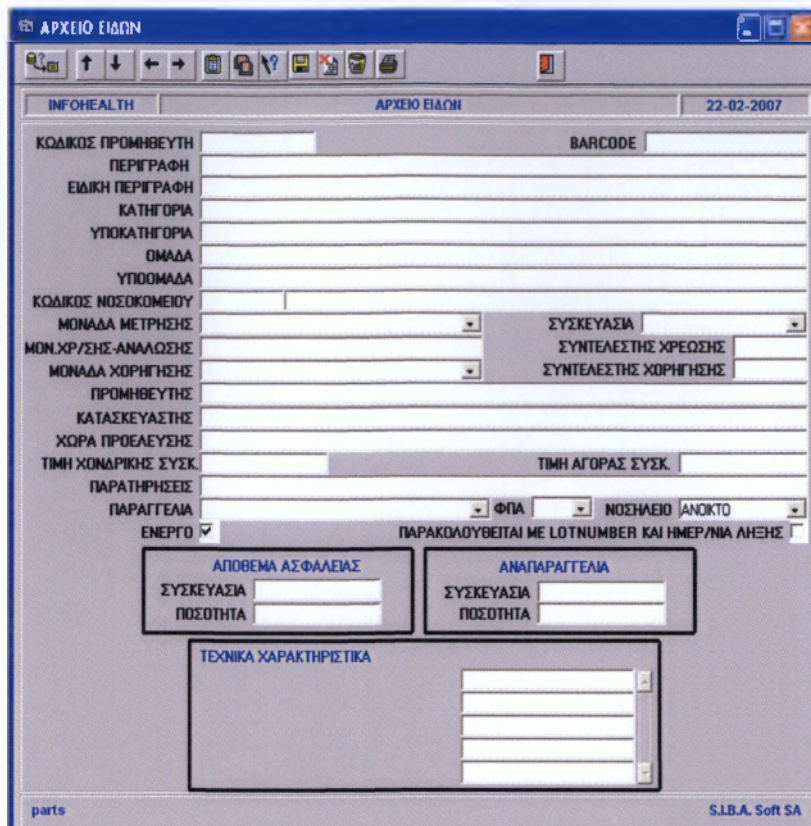 ΑΡΧΕΙΟ ΕΙΔΩΝ
INFOHEALTH ΑΡΧΕΙΟ ΕΙΔΩΝ 22-02-2007
ΚΩΔΙΚΟΣ ΠΡΟΜΗΘΕΥΤΗ BARCODE
ΠΕΡΙΓΡΑΦΗ
ΕΙΔΙΚΗ ΠΕΡΙΓΡΑΦΗ
ΚΑΤΗΓΟΡΙΑ
ΥΠΟΚΑΤΗΓΟΡΙΑ
ΟΜΑΔΑ
ΥΠΟΟΜΑΔΑ
ΚΩΔΙΚΟΣ ΝΟΣΟΚΟΜΕΙΟΥ
ΜΟΝΑΔΑ ΜΕΤΡΗΣΗΣ ΣΥΣΚΕΥΑΣΙΑ
ΜΟΝ.ΧΡ/ΣΗΣ-ΑΝΑΛΩΣΗΣ ΣΥΝΤΕΛΕΣΤΗΣ ΧΡΕΩΣΗΣ
ΜΟΝΑΔΑ ΧΟΡΗΓΗΣΗΣ ΣΥΝΤΕΛΕΣΤΗΣ ΧΟΡΗΓΗΣΗΣ
ΠΡΟΜΗΘΕΥΤΗΣ
ΚΑΤΑΣΚΕΥΑΣΤΗΣ
ΧΩΡΑ ΠΡΟΕΛΕΥΣΗΣ
ΤΙΜΗ ΧΟΝΔΡΙΚΗΣ ΣΥΣΚ. ΤΙΜΗ ΑΓΟΡΑΣ ΣΥΣΚ.
ΠΑΡΑΤΗΡΗΣΕΙΣ
ΠΑΡΑΓΓΕΛΙΑ ΦΠΑ ΝΟΣΗΛΕΙΟ ΑΝΟΙΚΤΟ
ΕΝΕΡΓΟ ΠΑΡΑΚΟΛΟΥΘΕΙΤΑΙ ΜΕ LOTNUMBER ΚΑΙ ΗΜΕΡ/ΝΙΑ ΛΗΞΗΣ
ΑΠΟΘΕΜΑ ΑΣΦΑΛΕΙΑΣ ΑΝΑΠΑΡΑΓΓΕΛΙΑ
ΣΥΣΚΕΥΑΣΙΑ ΣΥΣΚΕΥΑΣΙΑ
ΠΟΣΟΤΗΤΑ ΠΟΣΟΤΗΤΑ
ΤΕΧΝΙΚΑ ΧΑΡΑΚΤΗΡΙΣΤΙΚΑ
parts S.I.B.A. Soft SA